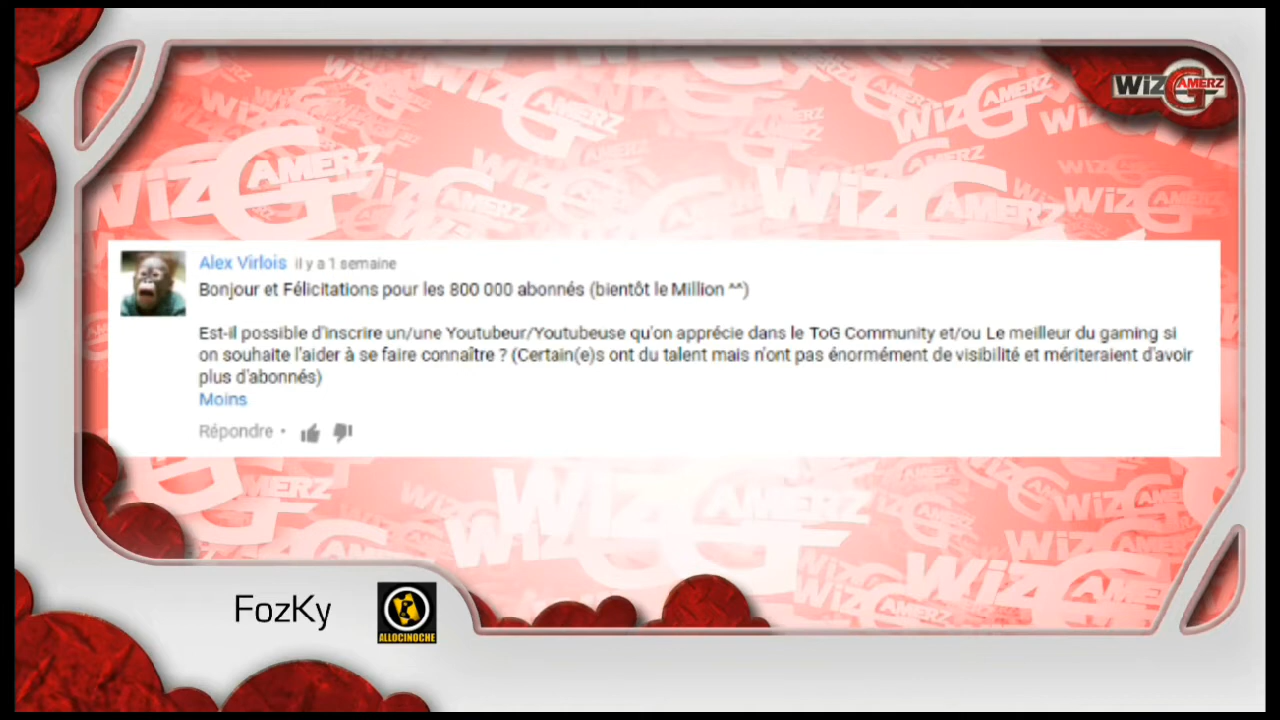 WiZ GAMERZ
Alex Virlois il y a 1 semaine
Bonjour et Félicitations pour les 800 000 abonnés (bientôt le Million ^^)
Est-il possible d'inscrire un/une Youtubeur/Youtubeuse qu'on apprécie dans le ToG Community et/ou Le meilleur du gaming si
on souhaite l'aider à se faire connaître ? (Certain(e)s ont du talent mais n'ont pas énormément de visibilité et mériteraient d'avoir
plus d'abonnés)
Moins
Répondre •
FozKy
ALLOCINOCHE